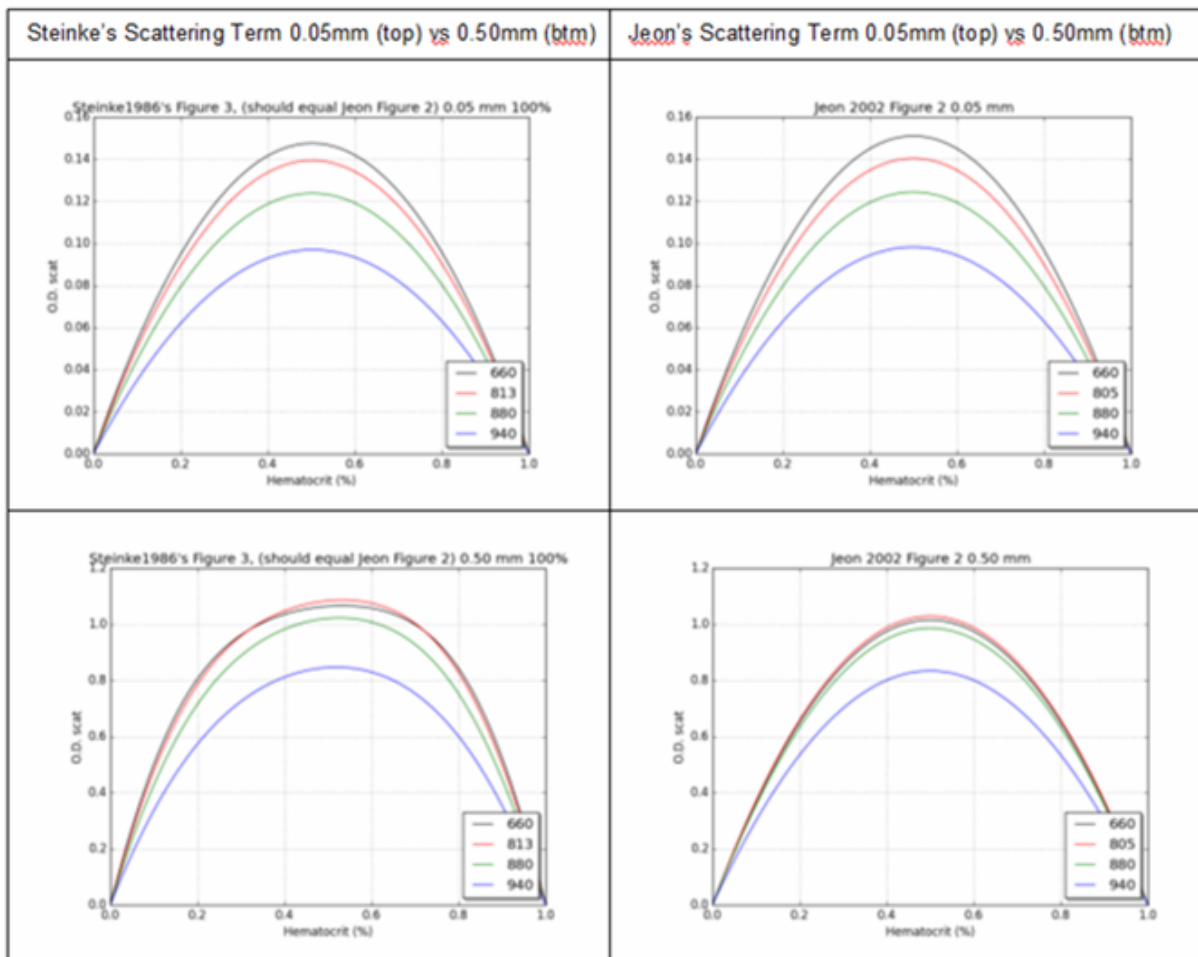 Steinke's Scattering Term 0.05mm (top) vs 0.50mm (btm)
Jeon's Scattering Term 0.05mm (top) vs 0.50mm (btm)
Steinke1986's Figure 3, (should equal Jeon Figure 2) 0.05 mm 100%
0.16
0.14
0.12
0.10
0.08
0.06
0.04
0.02
0.00
O.D. scat
0.0 0.2 0.4 0.6 0.8 1.0
Hematocrit (%)
660
813
880
940
Jeon 2002 Figure 2 0.05 mm
0.16
0.14
0.12
0.10
0.08
0.06
0.04
0.02
0.00
O.D. scat
0.0 0.2 0.4 0.6 0.8 1.0
Hematocrit (%)
660
805
880
940
Steinke1986's Figure 3, (should equal Jeon Figure 2) 0.50 mm 100%
1.2
1.0
0.8
0.6
0.4
0.2
0.0
O.D. scat
0.0 0.2 0.4 0.6 0.8 1.0
Hematocrit (%)
660
813
880
940
Jeon 2002 Figure 2 0.50 mm
1.2
1.0
0.8
0.6
0.4
0.2
0.0
O.D. scat
0.0 0.2 0.4 0.6 0.8 1.0
Hematocrit (%)
660
805
880
940